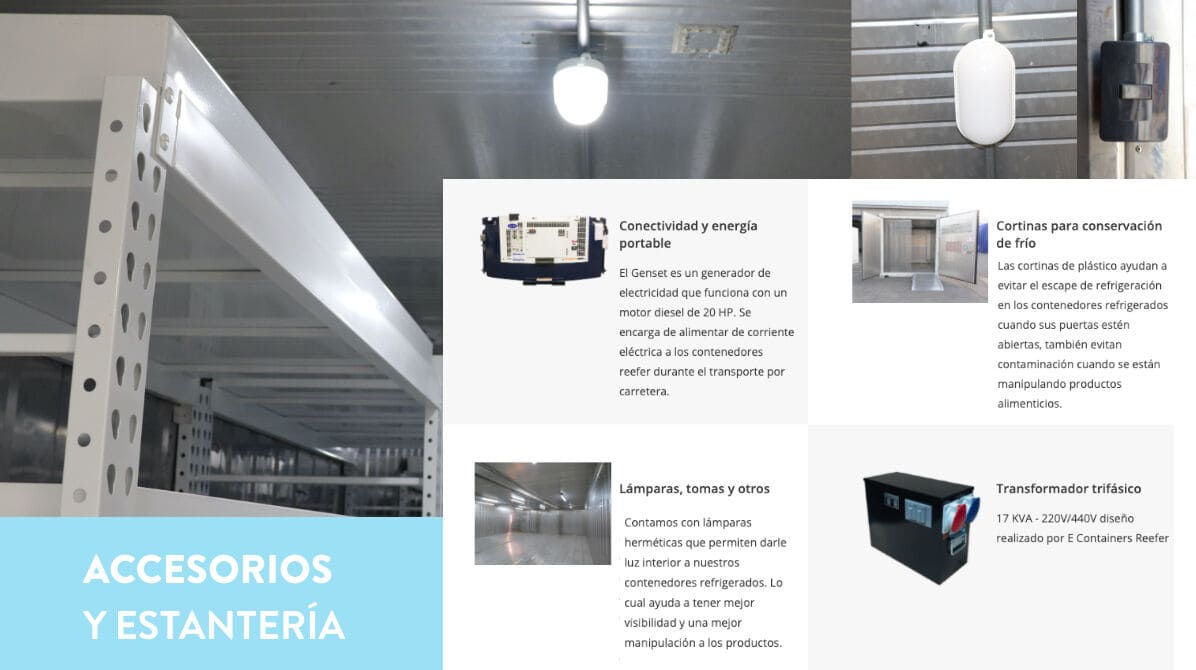 Conectividad y energía
portable
El Genset es un generador de
electricidad que funciona con un
motor diesel de 20 HP. Se
encarga de alimentar de corriente
eléctrica a los contenedores
reefer durante el transporte por
carretera.
Cortinas para conservación
de frío
Las cortinas de plástico ayudan a
evitar el escape de refrigeración
en los contenedores refrigerados
cuando sus puertas estén
abiertas, también evitan
contaminación cuando se están
manipulando productos
alimenticios.
Lámparas, tomas y otros
Contamos con lámparas
herméticas que permiten darle
luz interior a nuestros
contenedores refrigerados. Lo
cual ayuda a tener mejor
visibilidad y una mejor
manipulación a los productos.
Transformador trifásico
17 KVA - 220V/440V diseño
realizado por E Containers Reefer
ACCESORIOS
Y ESTANTERÍA